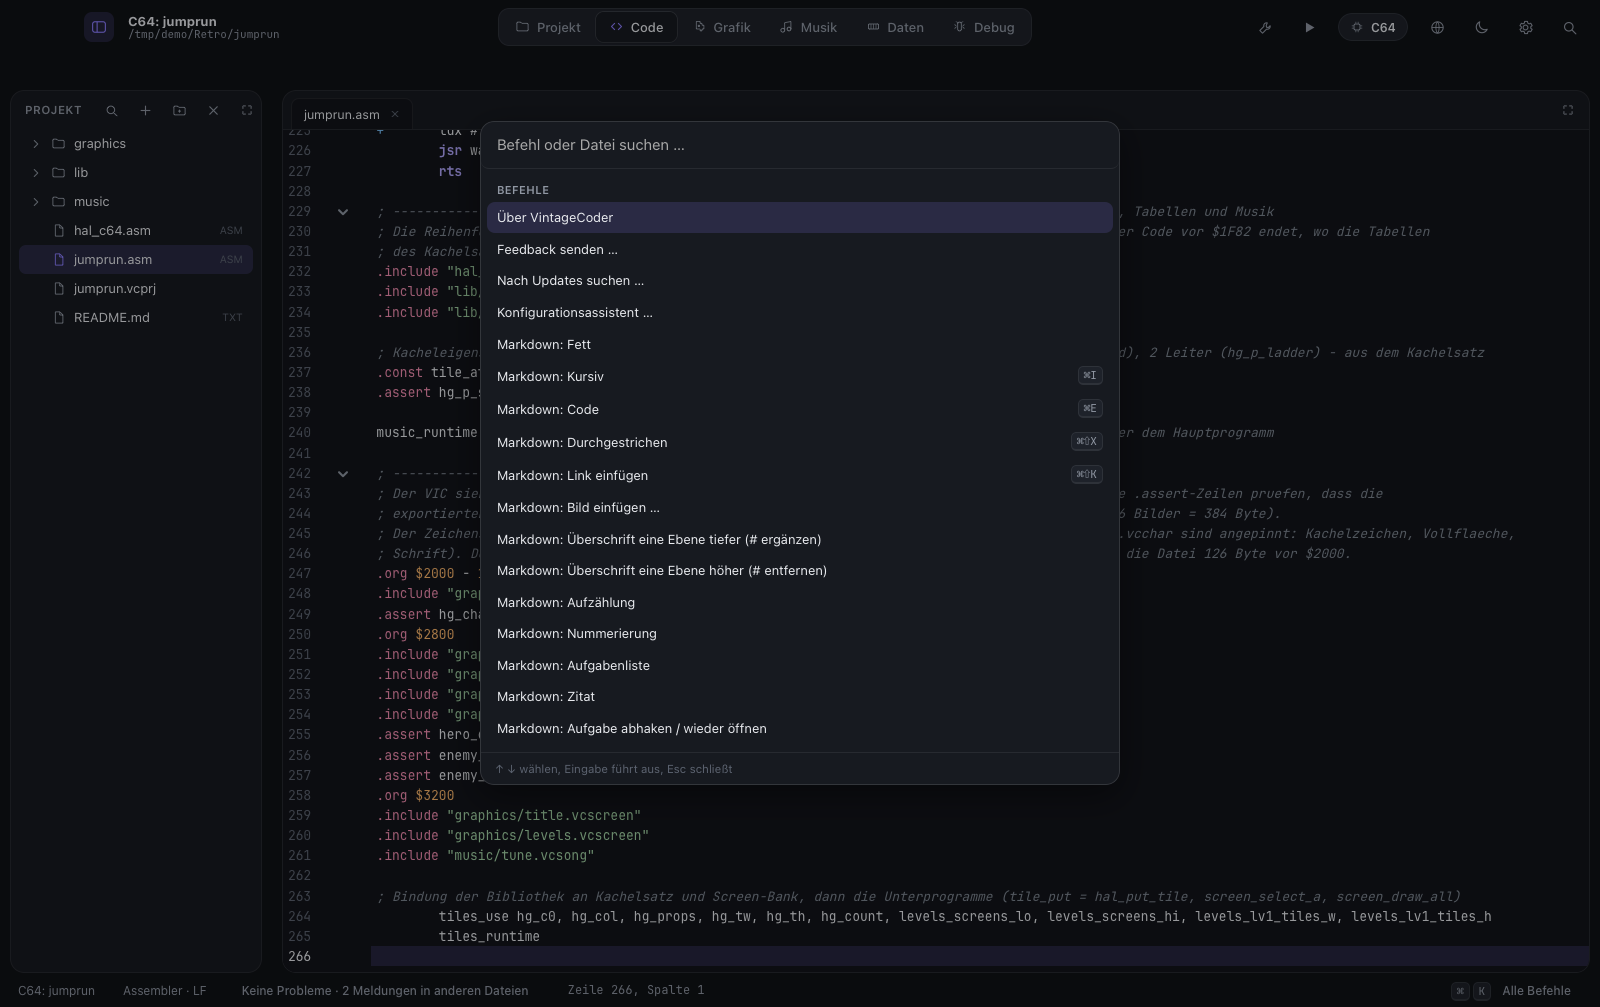 C64: jumprun
/tmp/demo/Retro/jumprun
Projekt
Code
Grafik
Musik
Daten
Debug
C64
PROJEKT
graphics
lib
music
hal_c64.asm ASM
jumprun.asm ASM
jumprun.vcprj
README.md TXT
jumprun.asm
Befehl oder Datei suchen ...
BEFEHLE
Über VintageCoder
Feedback senden ...
Nach Updates suchen ...
Konfigurationsassistent ...
Markdown: Fett
Markdown: Kursiv ⌘I
Markdown: Code ⌘E
Markdown: Durchgestrichen ⌘⇧X
Markdown: Link einfügen ⌘⇧K
Markdown: Bild einfügen ...
Markdown: Überschrift eine Ebene tiefer (# ergänzen)
Markdown: Überschrift eine Ebene höher (# entfernen)
Markdown: Aufzählung
Markdown: Nummerierung
Markdown: Aufgabenliste
Markdown: Zitat
Markdown: Aufgabe abhaken / wieder öffnen
↑ ↓ wählen, Eingabe führt aus, Esc schließt
226 jsr
227 rts
228
229 ; ----------- , Tabellen und Musik
230 ; Die Code vor $1F82 endet, wo die Tabellen
231 ; des
232 .include
233 .include "lib
234 .include "lib
235
236 ; , 2 Leiter (hg_p_ladder) - aus dem Kachelsatz
237 .const
238 .assert
239
240 music_runtime dem Hauptprogramm
241
242 ; -----------
243 ; Der VIC .assert-Zeilen pruefen, dass die
244 ; Bilder = 384 Byte).
245 ; Der .vcchar sind angepinnt: Kachelzeichen, Vollflaeche,
246 ; Schrift). die Datei 126 Byte vor $2000.
247 .org $2000 -
248 .include
249 .assert
250 .org $2800
251 .include
252 .include
253 .include
254 .include
255 .assert
256 .assert
257 .assert
258 .org $3200
259 .include "graphics/title.vcscreen"
260 .include "graphics/levels.vcscreen"
261 .include "music/tune.vcsong"
262
263 ; Bindung der Bibliothek an Kachelsatz und Screen-Bank, dann die Unterprogramme (tile_put = hal_put_tile, screen_select_a, screen_draw_all)
264 tiles_use hg_c0, hg_col, hg_props, hg_tw, hg_th, hg_count, levels_screens_lo, levels_screens_hi, levels_lv1_tiles_w, levels_lv1_tiles_h
265 tiles_runtime
266
C64: jumprun
Assembler · LF
Keine Probleme · 2 Meldungen in anderen Dateien
Zeile 266, Spalte 1
⌘ K Alle Befehle